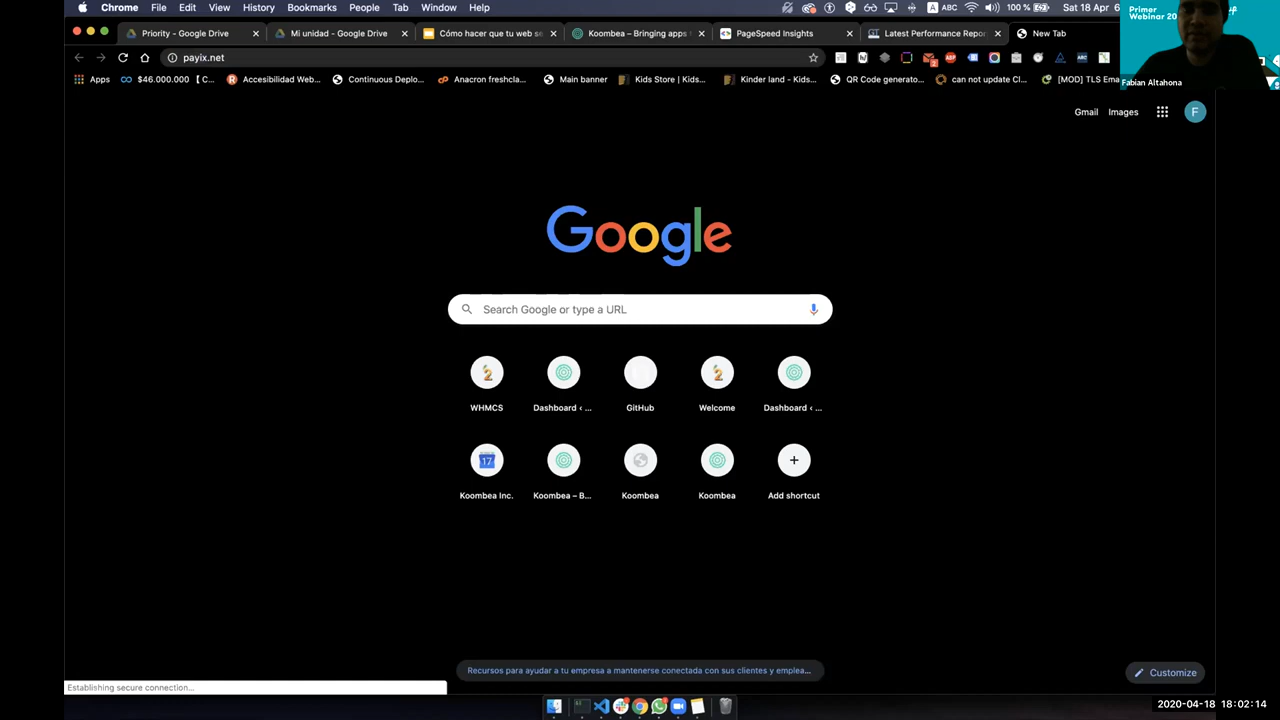 Chrome File Edit View History Bookmarks People Tab Window Help
A ABC 100 % Sat 18 Apr 6
Primer
Webinar 20
ff
Fabian Altahona
Priority - Google Drive
Mi unidad - Google Drive
Cómo hacer que tu web se
Koombea – Bringing apps
PageSpeed Insights
Latest Performance Repor
New Tab
payix.net
Apps
$46.000.000 【 C...
Accesibilidad Web...
Continuous Deplo...
Anacron freshcla...
Main banner
Kids Store | Kids...
Kinder land - Kids...
QR Code generato...
can not update Cl...
[MOD] TLS Ema
Gmail Images F
Google
Search Google or type a URL
WHMCS
Dashboard ‹ ...
GitHub
Welcome
Dashboard ‹ ...
17
Koombea Inc.
Koombea – B...
Koombea
Koombea
Add shortcut
Recursos para ayudar a tu empresa a mantenerse conectada con sus clientes y emplea...
Customize
Establishing secure connection...
2020-04-18 18:02:14